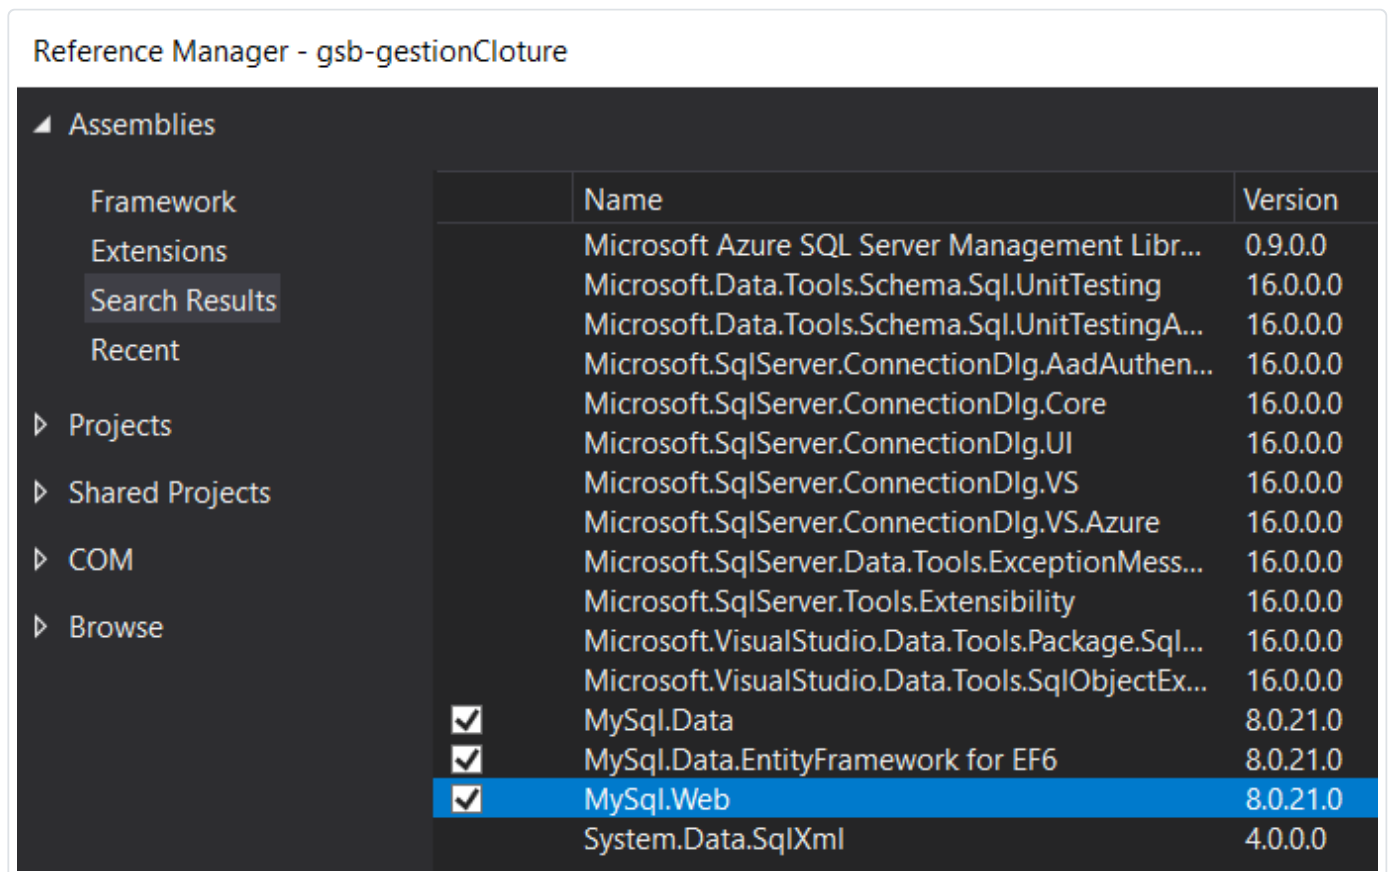 Reference Manager - gsb-gestionCloture
Assemblies
Framework
Extensions
Search Results
Recent
Projects
Shared Projects
COM
Browse
Name Version
Microsoft Azure SQL Server Management Libr... 0.9.0.0
Microsoft.Data.Tools.Schema.Sql.UnitTesting 16.0.0.0
Microsoft.Data.Tools.Schema.Sql.UnitTestingA... 16.0.0.0
Microsoft.SqlServer.ConnectionDlg.AadAuthen... 16.0.0.0
Microsoft.SqlServer.ConnectionDlg.Core 16.0.0.0
Microsoft.SqlServer.ConnectionDlg.UI 16.0.0.0
Microsoft.SqlServer.ConnectionDlg.VS 16.0.0.0
Microsoft.SqlServer.ConnectionDlg.VS.Azure 16.0.0.0
Microsoft.SqlServer.Data.Tools.ExceptionMess... 16.0.0.0
Microsoft.SqlServer.Tools.Extensibility 16.0.0.0
Microsoft.VisualStudio.Data.Tools.Package.Sql... 16.0.0.0
Microsoft.VisualStudio.Data.Tools.SqlObjectEx... 16.0.0.0
MySql.Data 8.0.21.0
MySql.Data.EntityFramework for EF6 8.0.21.0
MySql.Web 8.0.21.0
System.Data.SqlXml 4.0.0.0